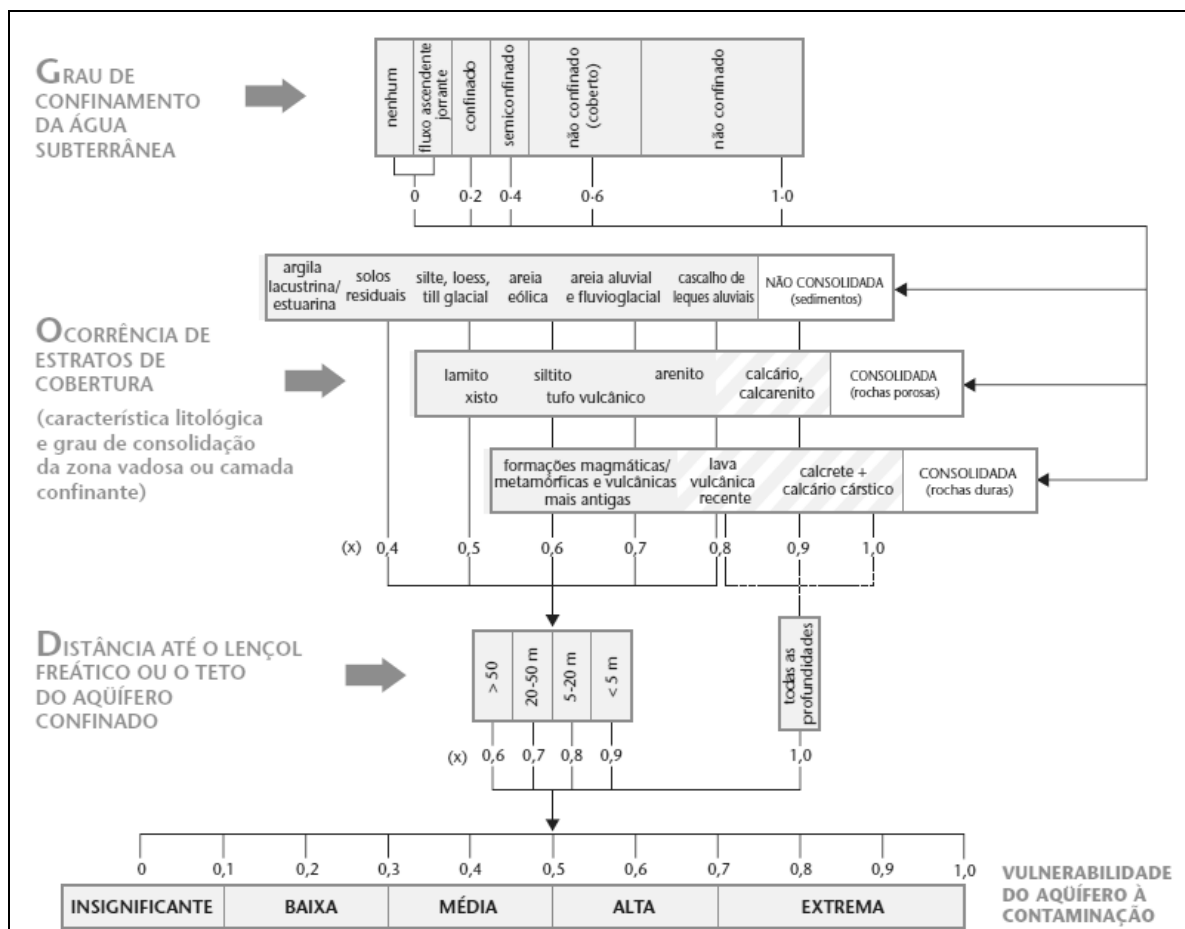 GRAU DE
CONFINAMENTO
DA ÁGUA
SUBTERRÂNEA
nenhum
fluxo ascendente
jorrante
confinado
semiconfinado
não confinado
(coberto)
não confinado
0
0·2
0·4
0·6
1·0
argila
lacustrina/
estuarina
solos
residuais
silte, loess,
till glacial
areia
eólica
areia aluvial
e fluvioglacial
cascalho de
leques aluviais
NÃO CONSOLIDADA
(sedimentos)
OCORRÊNCIA DE
ESTRATOS DE
COBERTURA
(característica litológica
e grau de consolidação
da zona vadosa ou camada
confinante)
lamito
xisto
siltito
tufo vulcânico
arenito
calcário,
calcarenito
CONSOLIDADA
(rochas porosas)
formações magmáticas/
metamórficas e vulcânicas
mais antigas
lava
vulcânica
recente
calcrete +
calcário cárstico
CONSOLIDADA
(rochas duras)
(x) 0,4 0,5 0,6 0,7 0,8 0,9 1,0
DISTÂNCIA ATÉ O LENÇOL
FREÁTICO OU O TETO
DO AQÜÍFERO
CONFINADO
> 50
20-50 m
5-20 m
< 5 m
todas as
profundidades
(x) 0,6 0,7 0,8 0,9 1,0
0 0,1 0,2 0,3 0,4 0,5 0,6 0,7 0,8 0,9 1,0
INSIGNIFICANTE BAIXA MÉDIA ALTA EXTREMA
VULNERABILIDADE
DO AQÜÍFERO À
CONTAMINAÇÃO